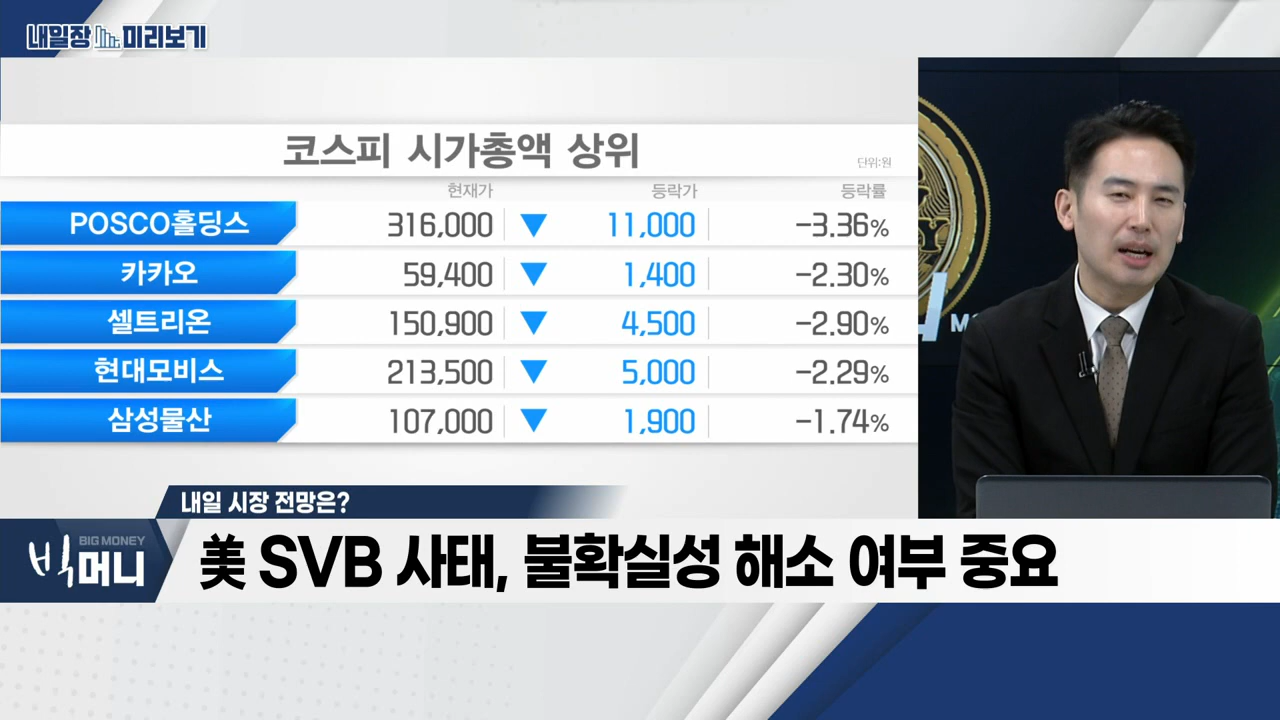 내일장 미리보기
코스피 시가총액 상위
단위:원
현재가 등락가 등락률
POSCO홀딩스 316,000 ▼ 11,000 -3.36%
카카오 59,400 ▼ 1,400 -2.30%
셀트리온 150,900 ▼ 4,500 -2.90%
현대모비스 213,500 ▼ 5,000 -2.29%
삼성물산 107,000 ▼ 1,900 -1.74%
내일 시장 전망은?
BIG MONEY
빅머니
美 SVB 사태, 불확실성 해소 여부 중요